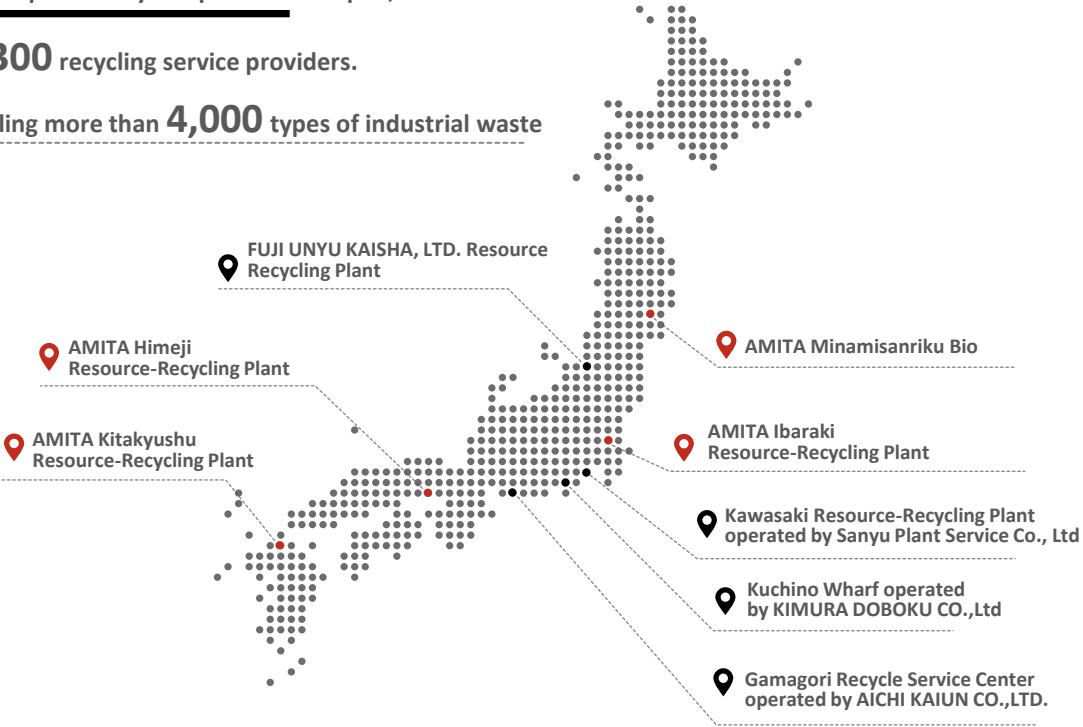 300 recycling service providers.
ling more than 4,000 types of industrial waste
FUJI UNYU KAISHA, LTD. Resource
Recycling Plant
AMITA Himeji
Resource-Recycling Plant
AMITA Minamisanriku Bio
AMITA Kitakyushu
Resource-Recycling Plant
AMITA Ibaraki
Resource-Recycling Plant
Kawasaki Resource-Recycling Plant
operated by Sanyu Plant Service Co., Ltd
Kuchino Wharf operated
by KIMURA DOBOKU CO.,Ltd
Gamagori Recycle Service Center
operated by AICHI KAIUN CO.,LTD.